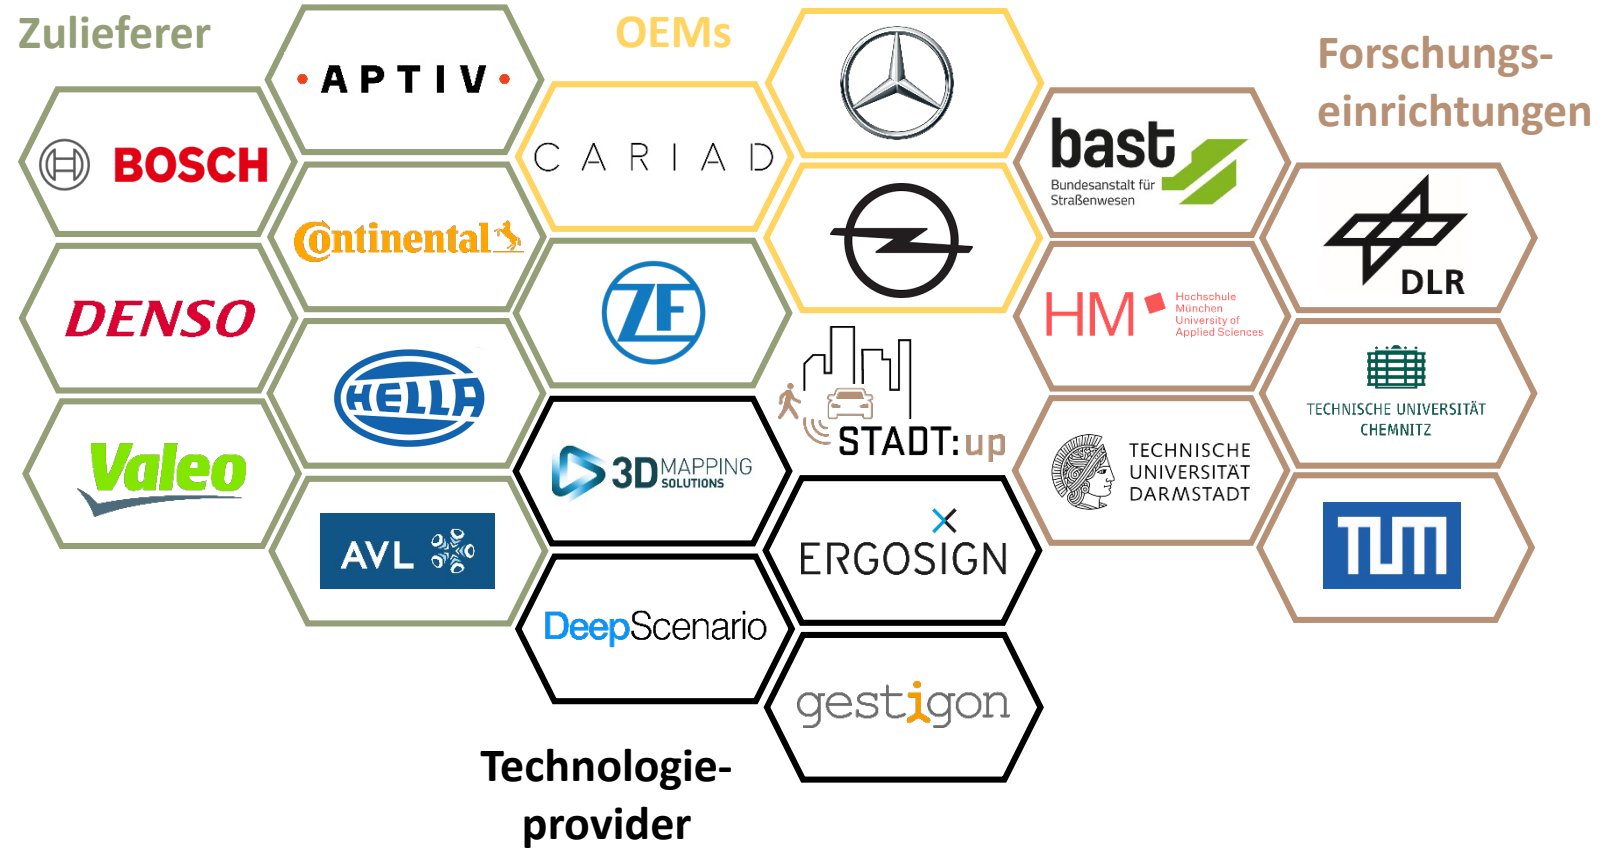 Zulieferer
OEMs
Forschungs-
einrichtungen
APTIV
BOSCH
CARIAD
bast
Bundesanstalt für
Straßenwesen
Continental
DENSO
ZF
DLR
HM
Hochschule
München
University of
Applied Sciences
HELLA
STADT:up
TECHNISCHE UNIVERSITÄT
CHEMNITZ
Valeo
3D MAPPING
SOLUTIONS
TECHNISCHE
UNIVERSITÄT
DARMSTADT
AVL
ERGOSIGN
TUM
DeepScenario
gestigon
Technologie-
provider